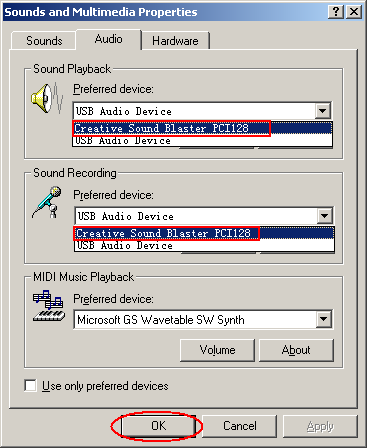 Sounds and Multimedia Properties
Sounds Audio Hardware
Sound Playback
Preferred device:
USB Audio Device
Creative Sound Blaster PCI128
USB Audio Device
Sound Recording
Preferred device:
USB Audio Device
Creative Sound Blaster PCI128
USB Audio Device
MIDI Music Playback
Preferred device:
Microsoft GS Wavetable SW Synth
Volume About
Use only preferred devices
OK Cancel Apply